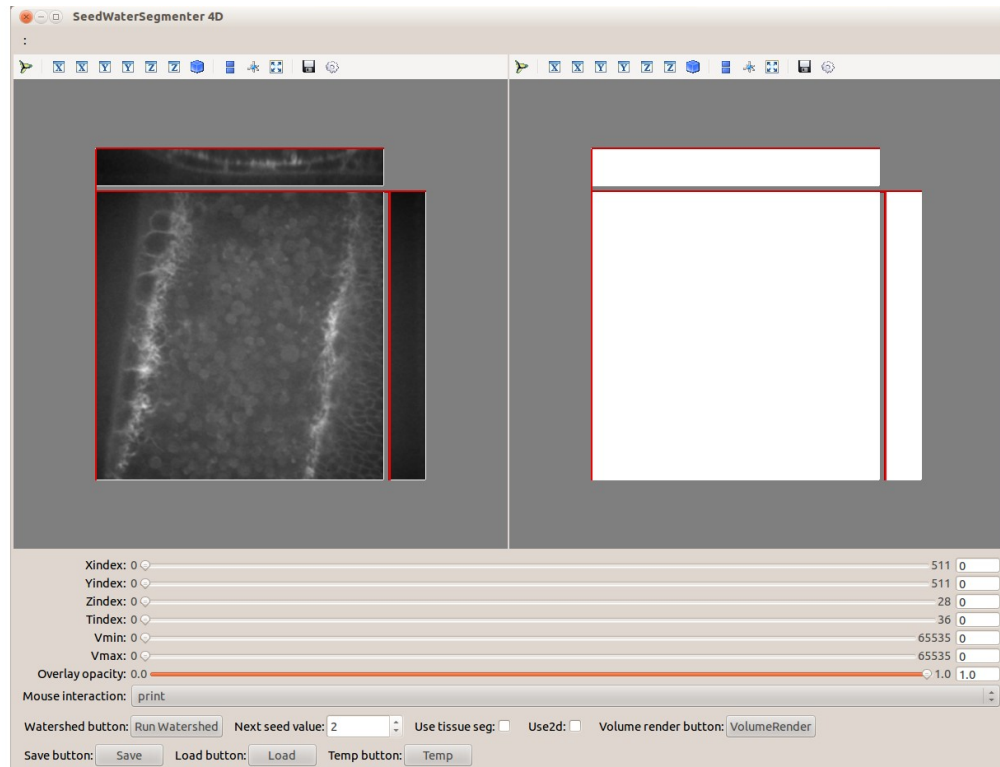 SeedWaterSegmenter 4D
:
X X Y Y Z Z X X Y Y Z Z
Xindex: 0 511 0
Yindex: 0 511 0
Zindex: 0 28 0
Tindex: 0 36 0
Vmin: 0 65535 0
Vmax: 0 65535 0
Overlay opacity: 0.0 1.0 1.0
Mouse interaction: print
Watershed button: Run Watershed Next seed value: 2 Use tissue seg: Use2d: Volume render button: VolumeRender
Save button: Save Load button: Load Temp button: Temp